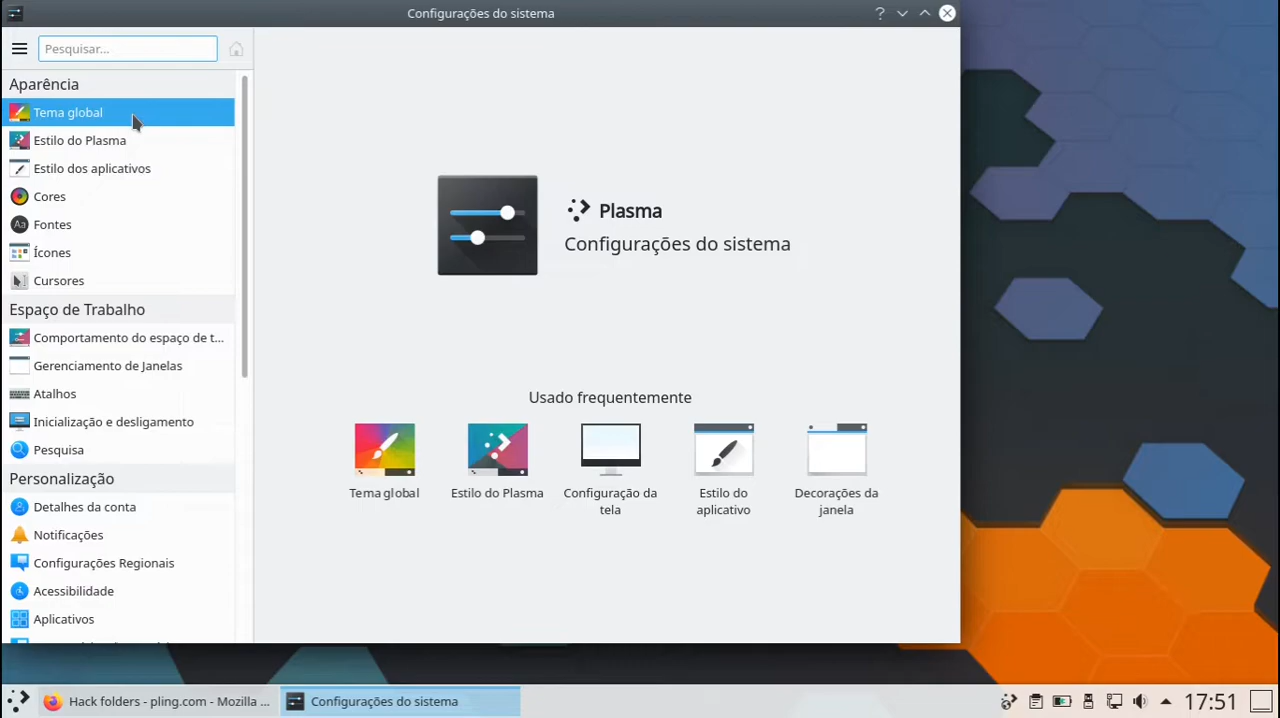 Configurações do sistema
Pesquisar...
Aparência
Tema global
Estilo do Plasma
Estilo dos aplicativos
Cores
Fontes
Ícones
Cursores
Espaço de Trabalho
Comportamento do espaço de t...
Gerenciamento de Janelas
Atalhos
Inicialização e desligamento
Pesquisa
Personalização
Detalhes da conta
Notificações
Configurações Regionais
Acessibilidade
Aplicativos
Plasma
Configurações do sistema
Usado frequentemente
Tema global
Estilo do Plasma
Configuração da
tela
Estilo do
aplicativo
Decorações da
janela
Hack folders - pling.com - Mozilla ...
Configurações do sistema
17:51